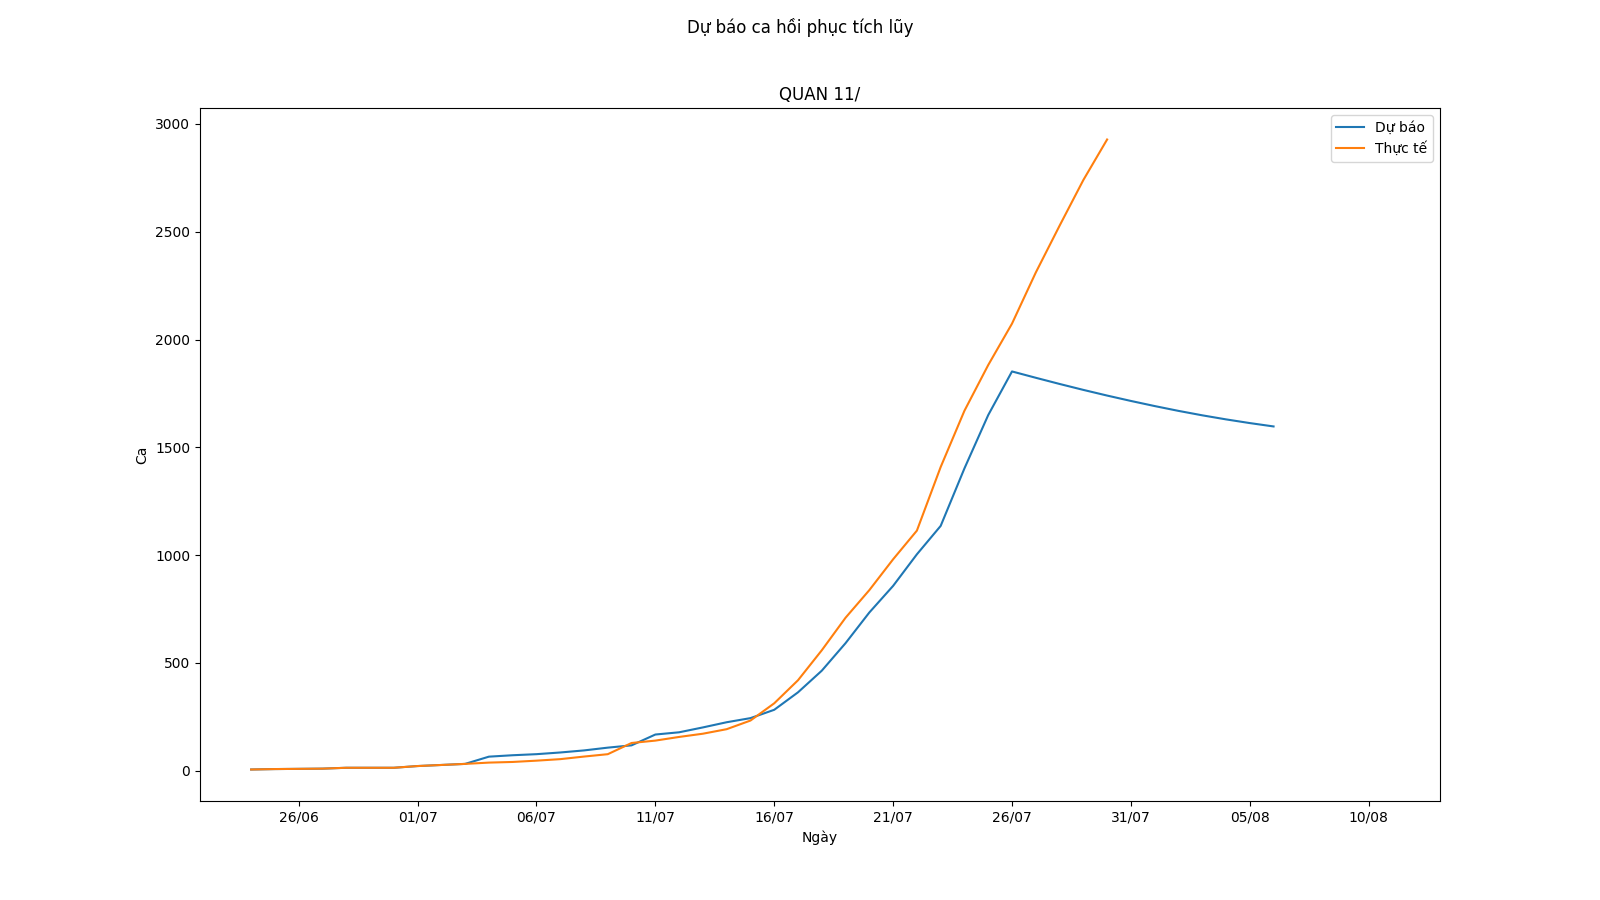 Dự báo ca hồi phục tích lũy
QUAN 11/
Dự báo
Thực tế
3000
2500
2000
1500
1000
500
0
Ca
26/06
01/07
06/07
11/07
16/07
21/07
26/07
31/07
05/08
10/08
Ngày